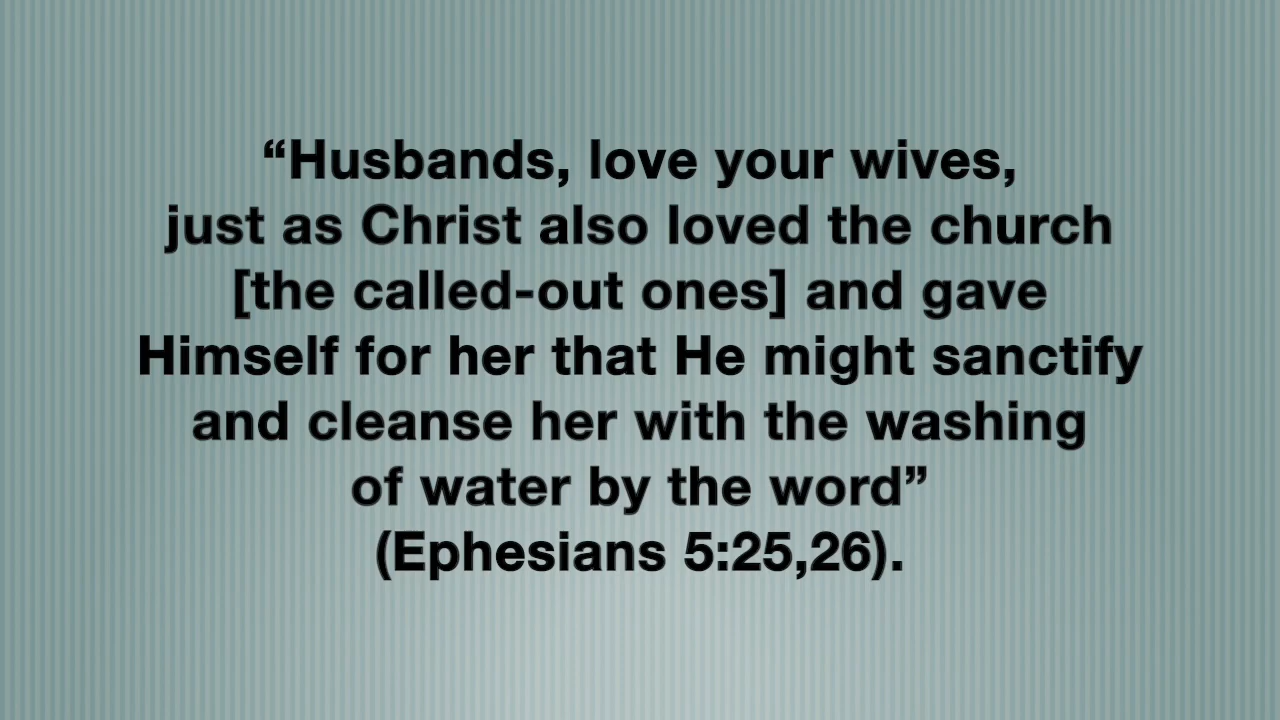 “Husbands, love your wives,
just as Christ also loved the church
[the called-out ones] and gave
Himself for her that He might sanctify
and cleanse her with the washing
of water by the word”
(Ephesians 5:25,26).